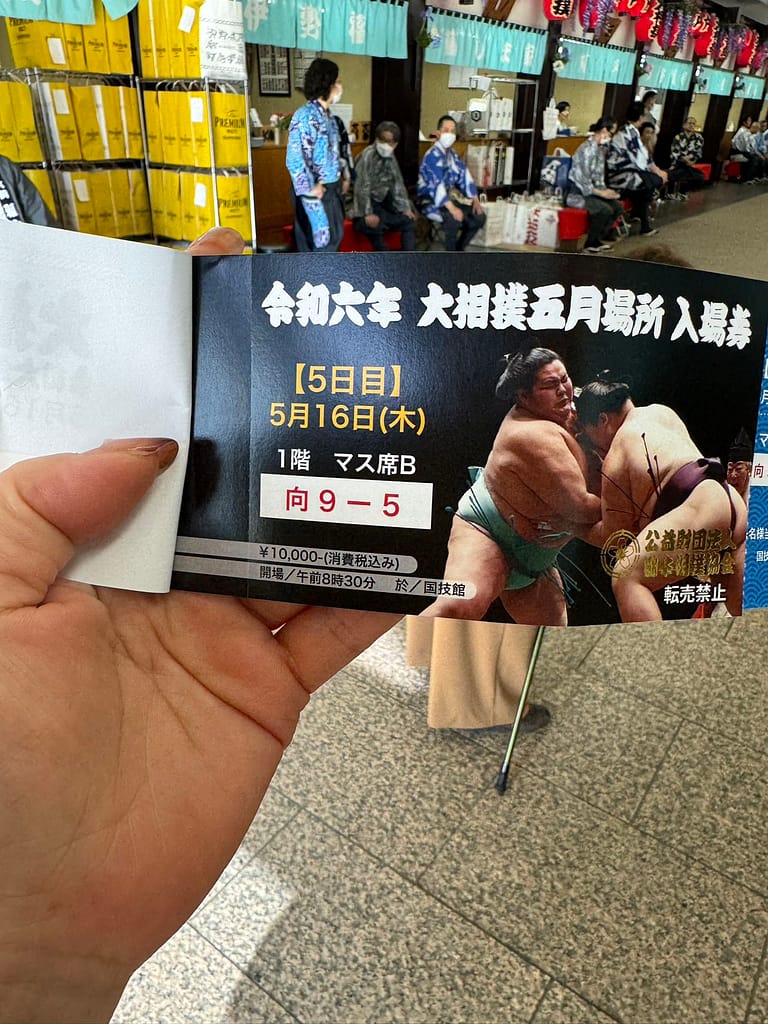 PREMIUM
PREMIUM
令和六年 大相撲五月場所 入場券
【5日目】
5月16日(木)
1階 マス席B
向 9 ー 5
¥10,000-(消費税込み)
開場/午前8時30分 於/国技館
公益財団法人
日本相撲協会
転売禁止